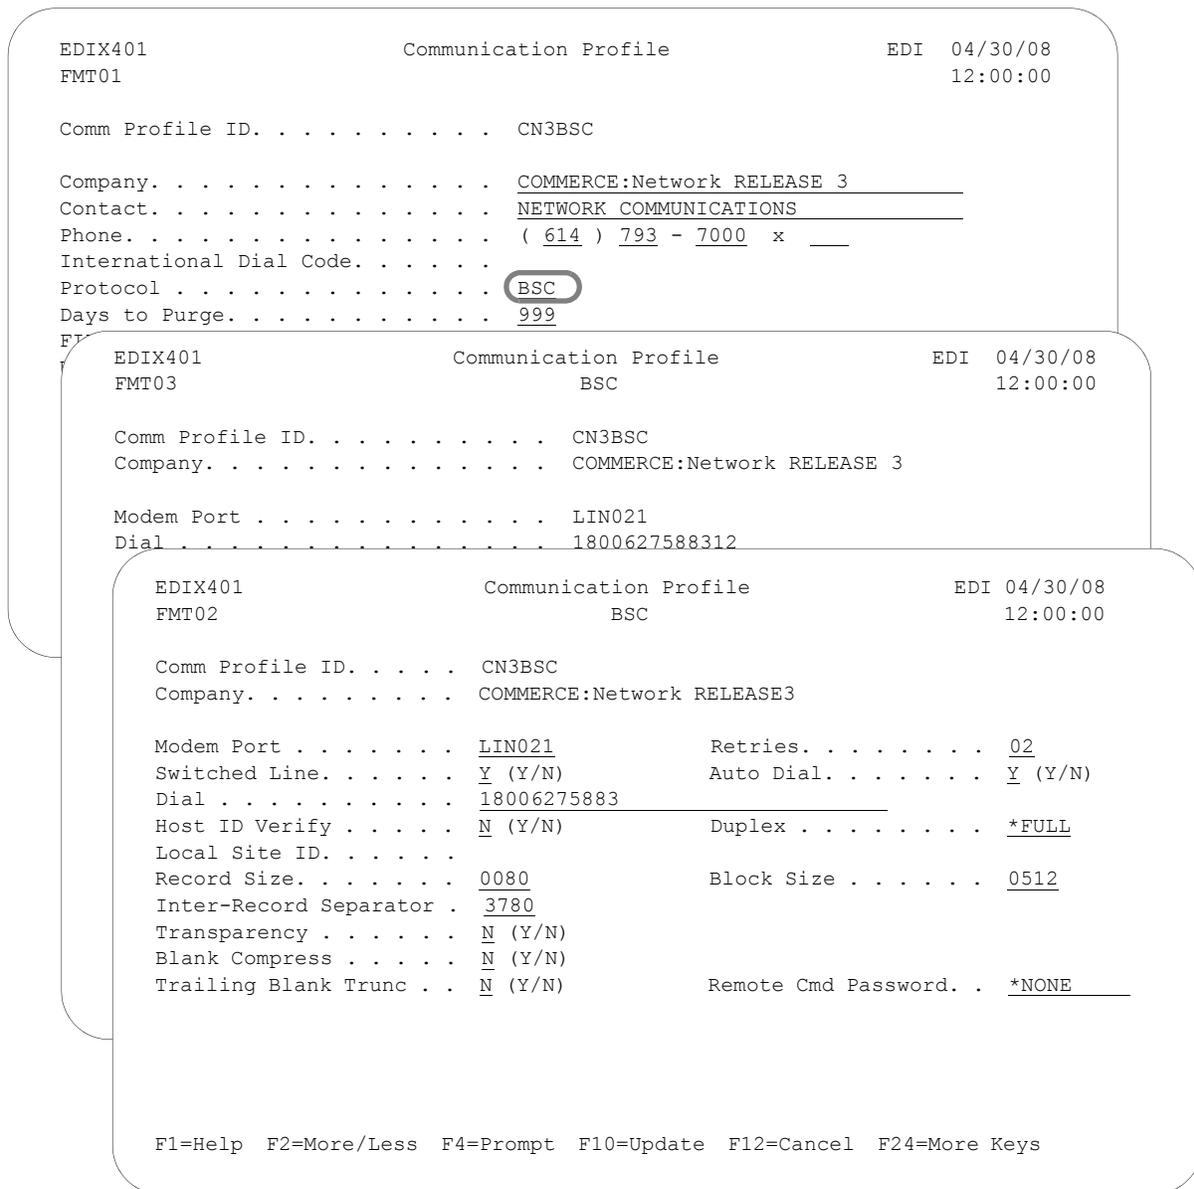 EDIX401 Communication Profile EDI 04/30/08
FMT01 12:00:00
Comm Profile ID. . . . . . . . . . CN3BSC
Company. . . . . . . . . . . . . . COMMERCE:Network RELEASE 3
Contact. . . . . . . . . . . . . . NETWORK COMMUNICATIONS
Phone. . . . . . . . . . . . . . . ( 614 ) 793 - 7000 x ___
International Dial Code. . . . . .
Protocol . . . . . . . . . . . . . BSC
Days to Purge. . . . . . . . . . . 999
EDIX401 Communication Profile EDI 04/30/08
FMT03 BSC 12:00:00
Comm Profile ID. . . . . . . . . . CN3BSC
Company. . . . . . . . . . . . . . COMMERCE:Network RELEASE 3
Modem Port . . . . . . . . . . . . LIN021
Dial . . . . . . . . . . . . . . . 1800627588312
EDIX401 Communication Profile EDI 04/30/08
FMT02 BSC 12:00:00
Comm Profile ID. . . . . CN3BSC
Company. . . . . . . . . COMMERCE:Network RELEASE3
Modem Port . . . . . . . LIN021 Retries. . . . . . . . 02
Switched Line. . . . . . Y (Y/N) Auto Dial. . . . . . . Y (Y/N)
Dial . . . . . . . . . . 18006275883
Host ID Verify . . . . . N (Y/N) Duplex . . . . . . . . *FULL
Local Site ID. . . . . .
Record Size. . . . . . . 0080 Block Size . . . . . . 0512
Inter-Record Separator . 3780
Transparency . . . . . . N (Y/N)
Blank Compress . . . . . N (Y/N)
Trailing Blank Trunc . . N (Y/N) Remote Cmd Password. . *NONE
F1=Help F2=More/Less F4=Prompt F10=Update F12=Cancel F24=More Keys